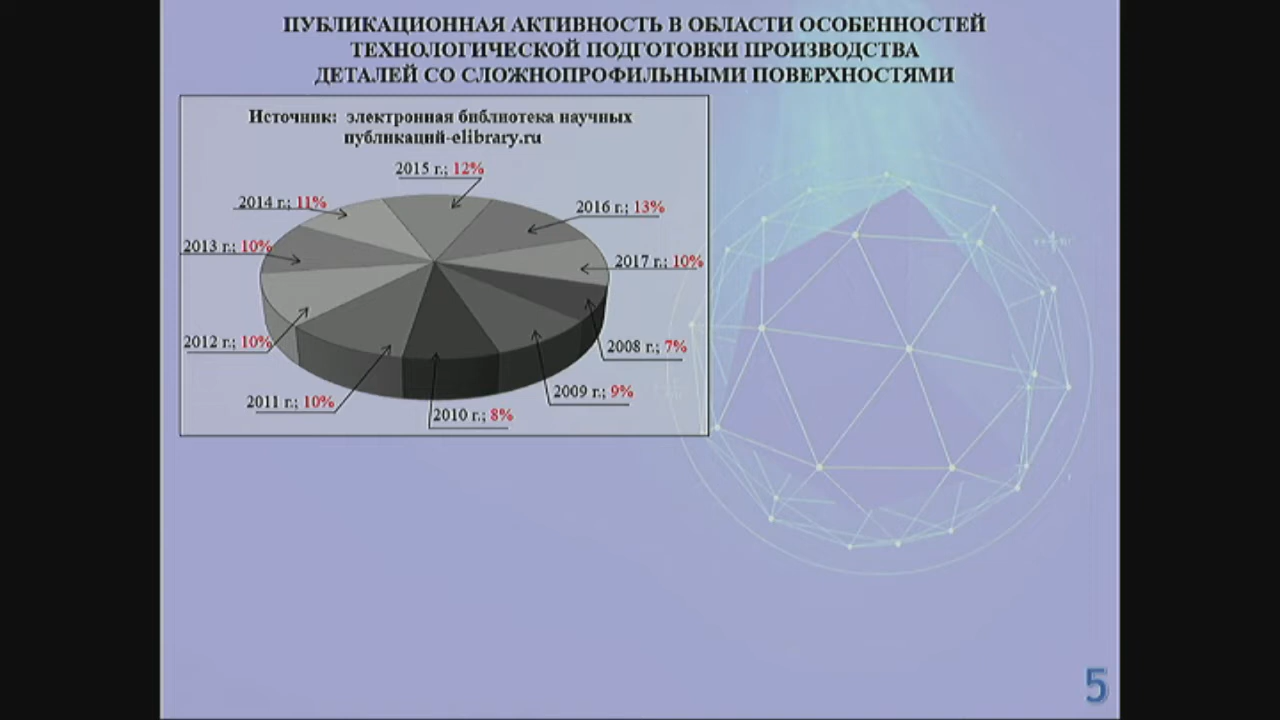 ПУБЛИКАЦИОННАЯ АКТИВНОСТЬ В ОБЛАСТИ ОСОБЕННОСТЕЙ
ТЕХНОЛОГИЧЕСКОЙ ПОДГОТОВКИ ПРОИЗВОДСТВА
ДЕТАЛЕЙ СО СЛОЖНОПРОФИЛЬНЫМИ ПОВЕРХНОСТЯМИ
Источник: электронная библиотека научных
публикаций-elibrary.ru
2015 г.; 12%
2014 г.; 11%
2016 г.; 13%
2013 г.; 10%
2017 г.; 10%
2012 г.; 10%
2008 г.; 7%
2011 г.; 10%
2009 г.; 9%
2010 г.; 8%
5